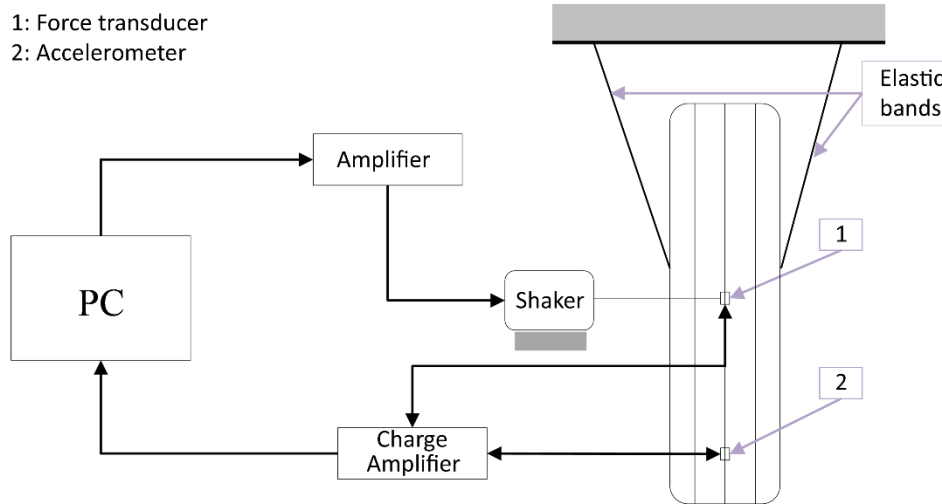 1: Force transducer
2: Accelerometer
Elastic
bands
Amplifier
1
PC
Shaker
2
Charge
Amplifier